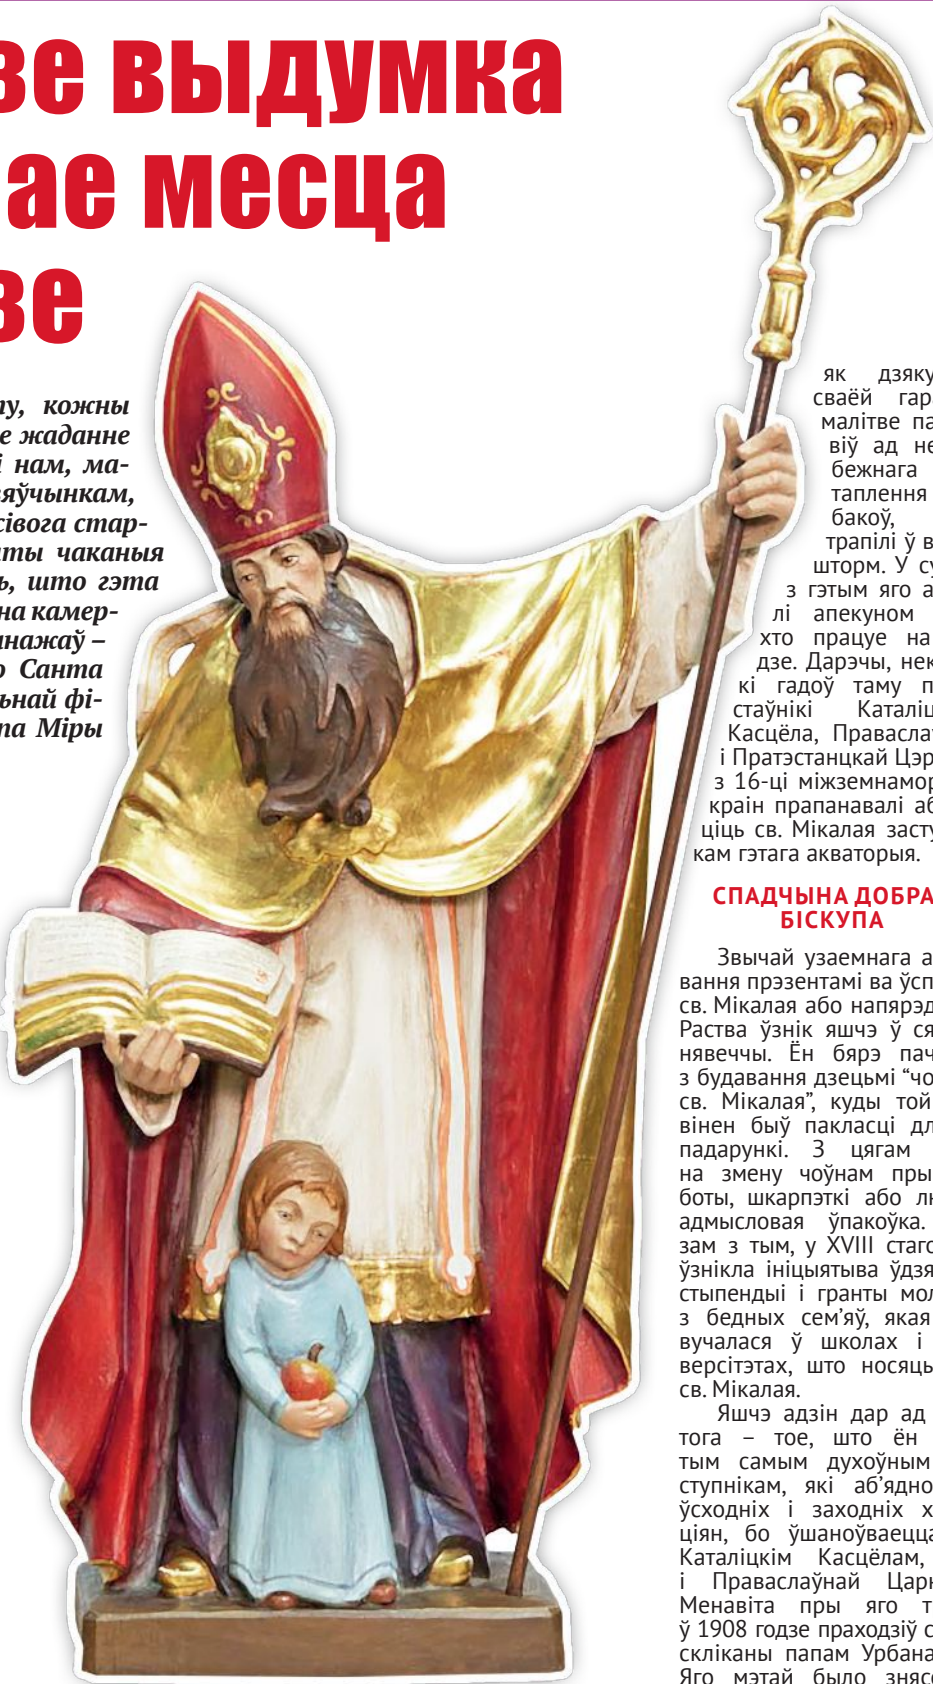 ве выдумка
ае месца
ве
ту, кожны
е жаданне
і нам, ма-
яўчынкам,
сівога стар-
ты чаканыя
ь, што гэта
на камер-
анажаў –
о Санта
льнай фі-
та Міры
як дзяку
сваёй гар
малітве па
віў ад не
бежнага
таплення
бакоў,
трапілі ў в
шторм. У су
з гэтым яго а
лі апекуном
хто працуе на
дзе. Дарэчы, нек
кі гадоў таму п
стаўнікі Каталіц
Касцёла, Праваслаў
і Пратэстанцкай Цэр
з 16-ці міжземнамор
краін прапанавалі аб
ціць св. Мікалая засту
кам гэтага акваторыя.
СПАДЧЫНА ДОБРА
БІСКУПА
Звычай узаемнага а
вання прэзентамі ва ўсп
св. Мікалая або напярэд
Раства ўзнік яшчэ ў ся
нявеччы. Ён бярэ пач
з будавання дзецьмі “чо
св. Мікалая”, куды той
вінен быў пакласці дл
падарункі. З цягам
на змену чоўнам пры
боты, шкарпэткі або лю
адмысловая ўпакоўка.
зам з тым, у XVIII стаго
ўзнікла ініцыятыва ўдзя
стыпендыі і гранты мол
з бедных сем’яў, якая
вучалася ў школах і
версітэтах, што носяць
св. Мікалая.
Яшчэ адзін дар ад
тога – тое, што ён
тым самым духоўным
ступнікам, які аб’ядно
ўсходніх і заходніх х
ціян, бо ўшаноўваецца
Каталіцкім Касцёлам,
і Праваслаўнай Царк
Менавіта пры яго т
ў 1908 годзе праходзіў с
скліканы папам Урбана
Яго мэтай было знясе